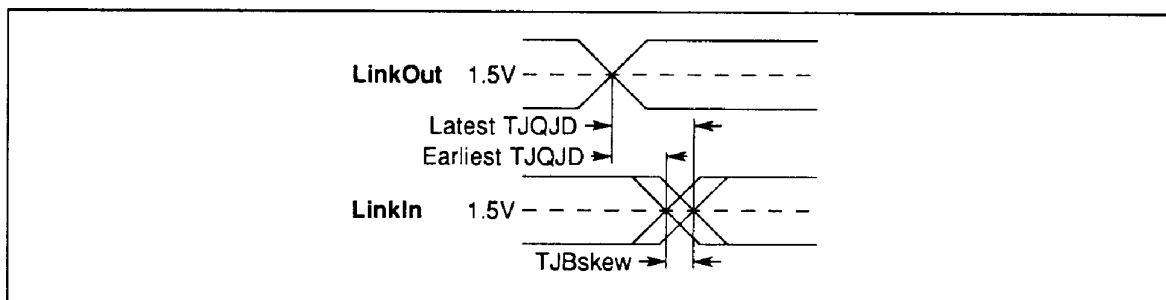 LinkOut 1.5V
Latest TJQJD
Earliest TJQJD
LinkIn 1.5V
TJBskew